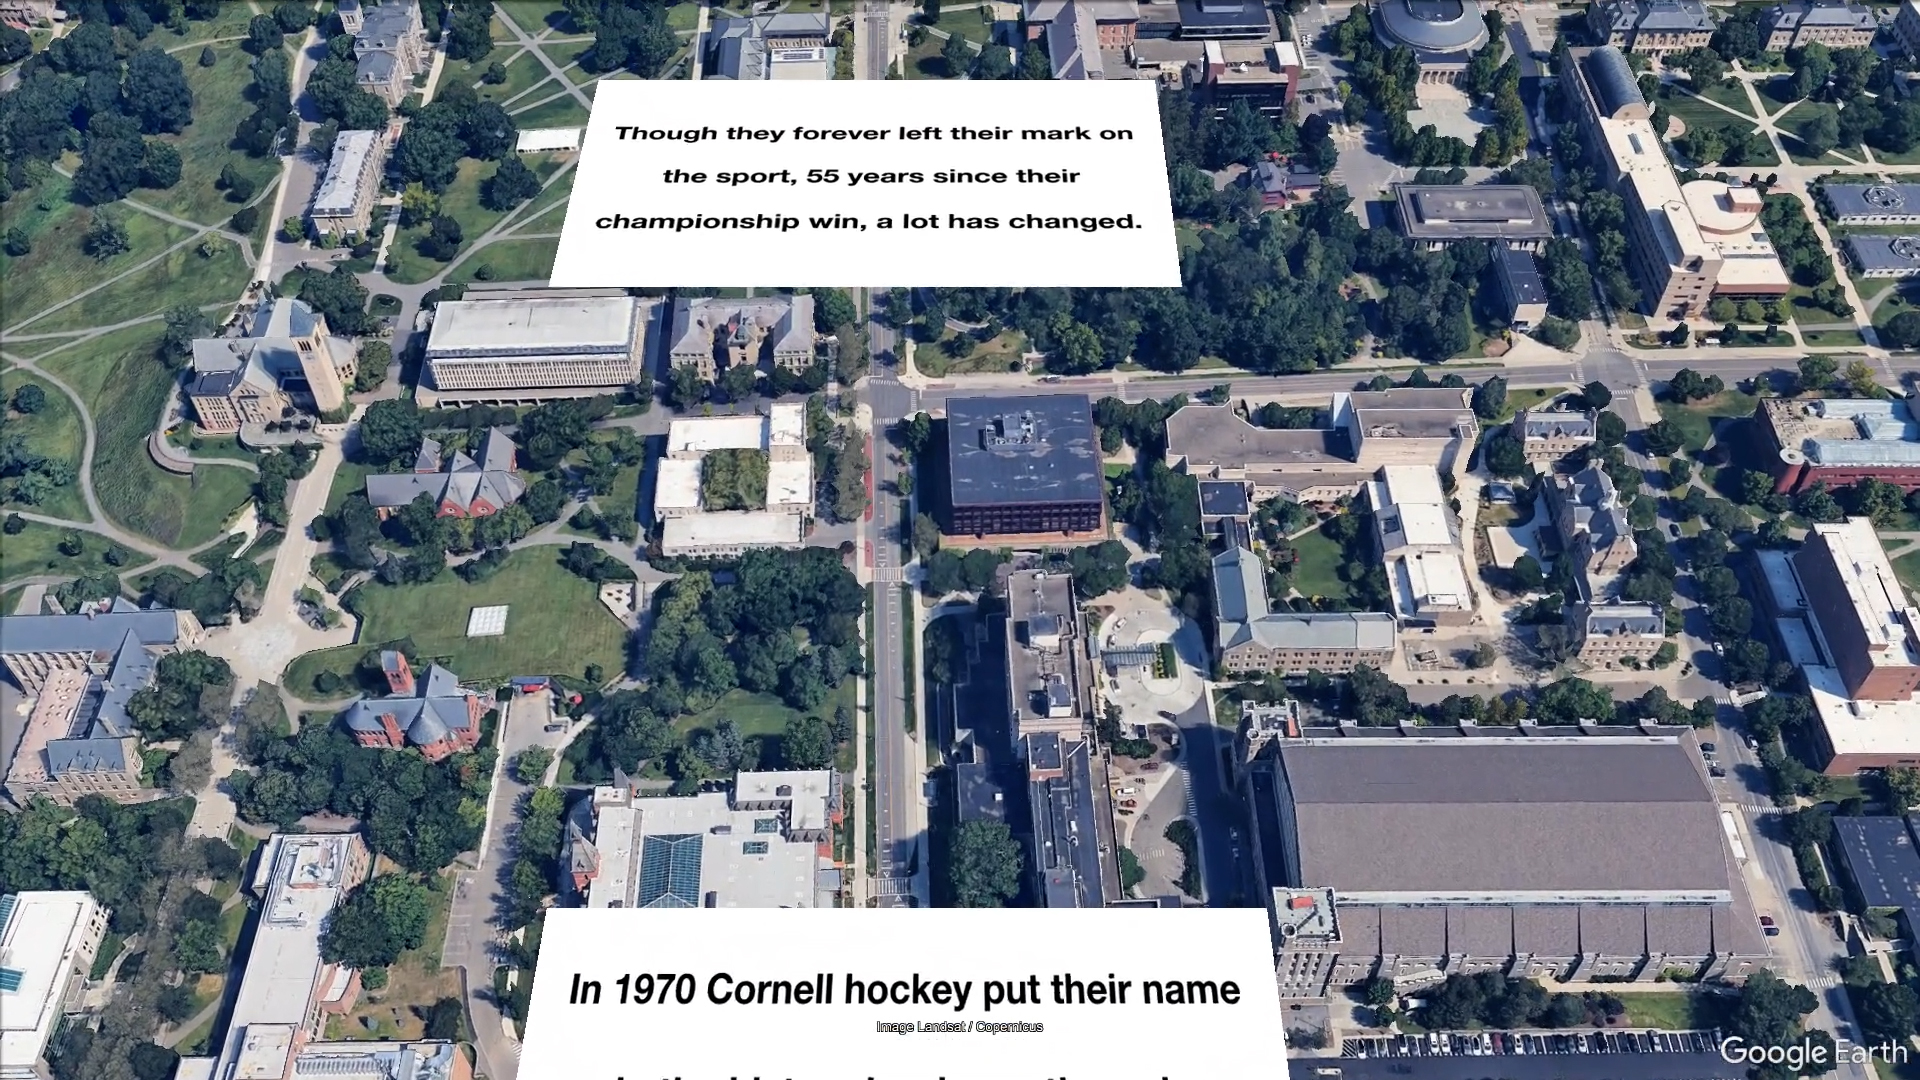 Though they forever left their mark on
the sport, 55 years since their
championship win, a lot has changed.
In 1970 Cornell hockey put their name
Image Landsat / Copernicus
Google Earth